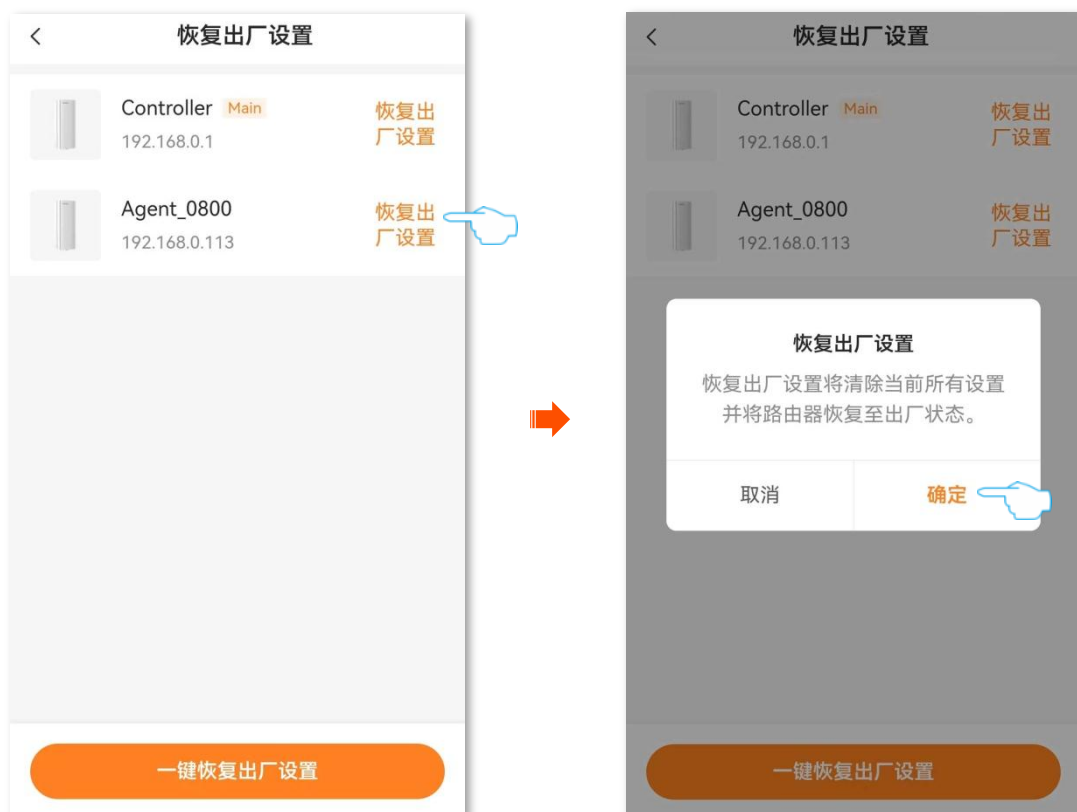 恢复出厂设置
Controller Main
恢复出
厂设置
192.168.0.1
Agent_0800
恢复出
厂设置
192.168.0.113
一键恢复出厂设置
恢复出厂设置
Controller Main
恢复出
厂设置
192.168.0.1
Agent_0800
恢复出
厂设置
192.168.0.113
恢复出厂设置
恢复出厂设置将清除当前所有设置
并将路由器恢复至出厂状态。
取消 确定
一键恢复出厂设置